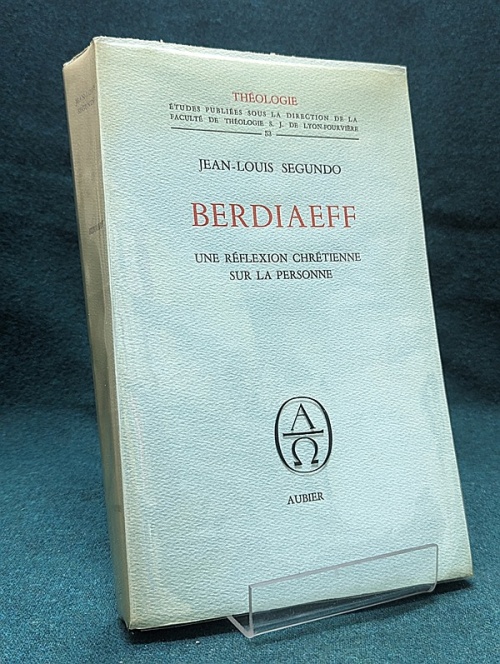 THÉOLOGIE
ÉTUDES PUBLIÉES SOUS LA DIRECTION DE LA
FACULTÉ DE THÉOLOGIE S. J. DE LYON-FOURVIÈRE
JEAN-LOUIS SEGUNDO
BERDIAEFF
UNE RÉFLEXION CHRÉTIENNE
SUR LA PERSONNE
Α
Ω
AUBIER